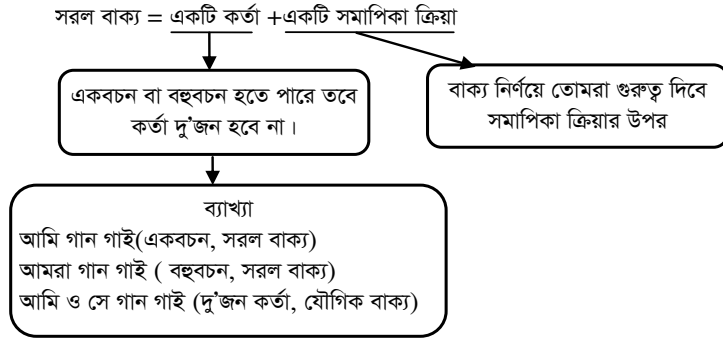 সরল বাক্য = একটি কর্তা +একটি সমাপিকা ক্রিয়া
একবচন বা বহুবচন হতে পারে তবে
কর্তা দু'জন হবে না।
বাক্য নির্ণয়ে তোমরা গুরুত্ব দিবে
সমাপিকা ক্রিয়ার উপর
ব্যাখ্যা
আমি গান গাই(একবচন, সরল বাক্য)
আমরা গান গাই ( বহুবচন, সরল বাক্য)
আমি ও সে গান গাই (দু'জন কর্তা, যৌগিক বাক্য)